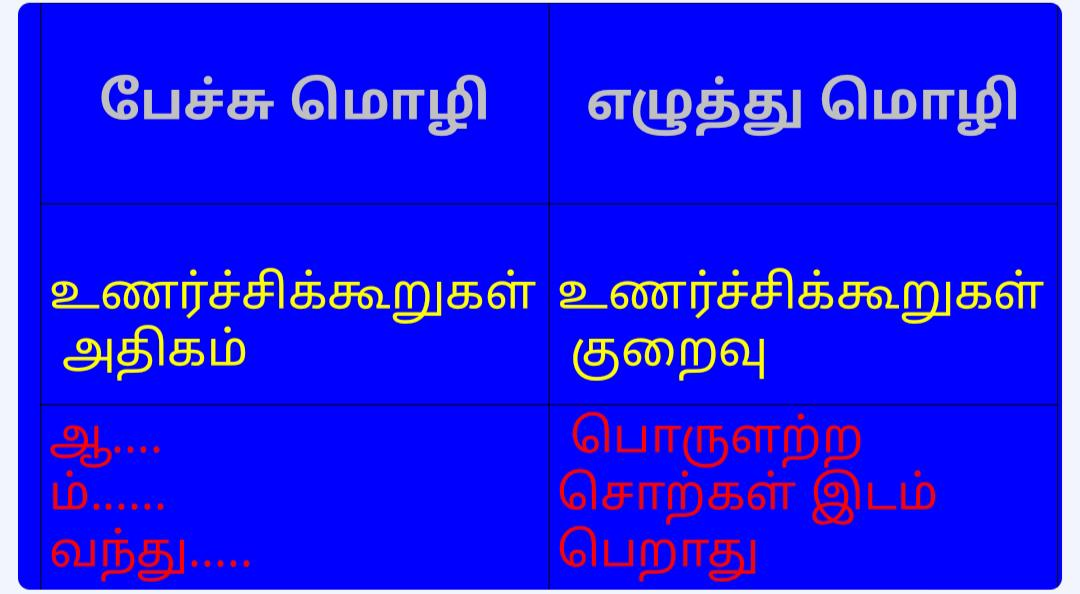 பேச்சு மொழி
எழுத்து மொழி
உணர்ச்சிக்கூறுகள்
அதிகம்
உணர்ச்சிக்கூறுகள்
குறைவு
ஆ....
ம்......
வந்து.....
பொருளற்ற
சொற்கள் இடம்
பெறாது